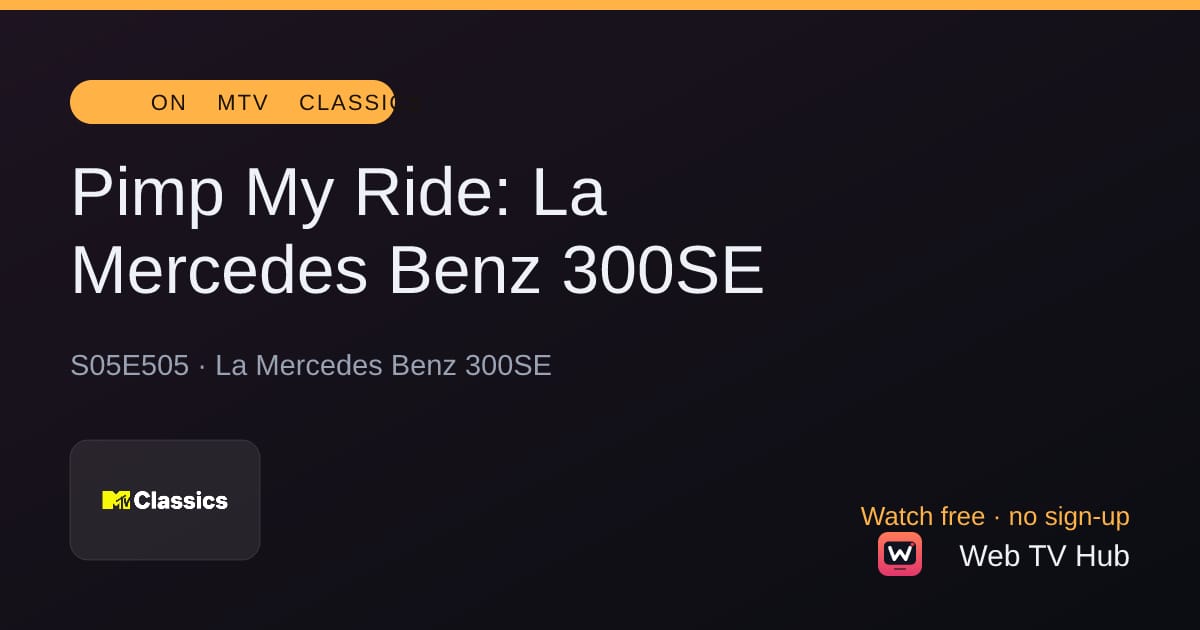 ON MTV CLASSIC
Pimp My Ride: La
Mercedes Benz 300SE
S05E505 · La Mercedes Benz 300SE
MTV Classics
Watch free · no sign-up
W
Web TV Hub